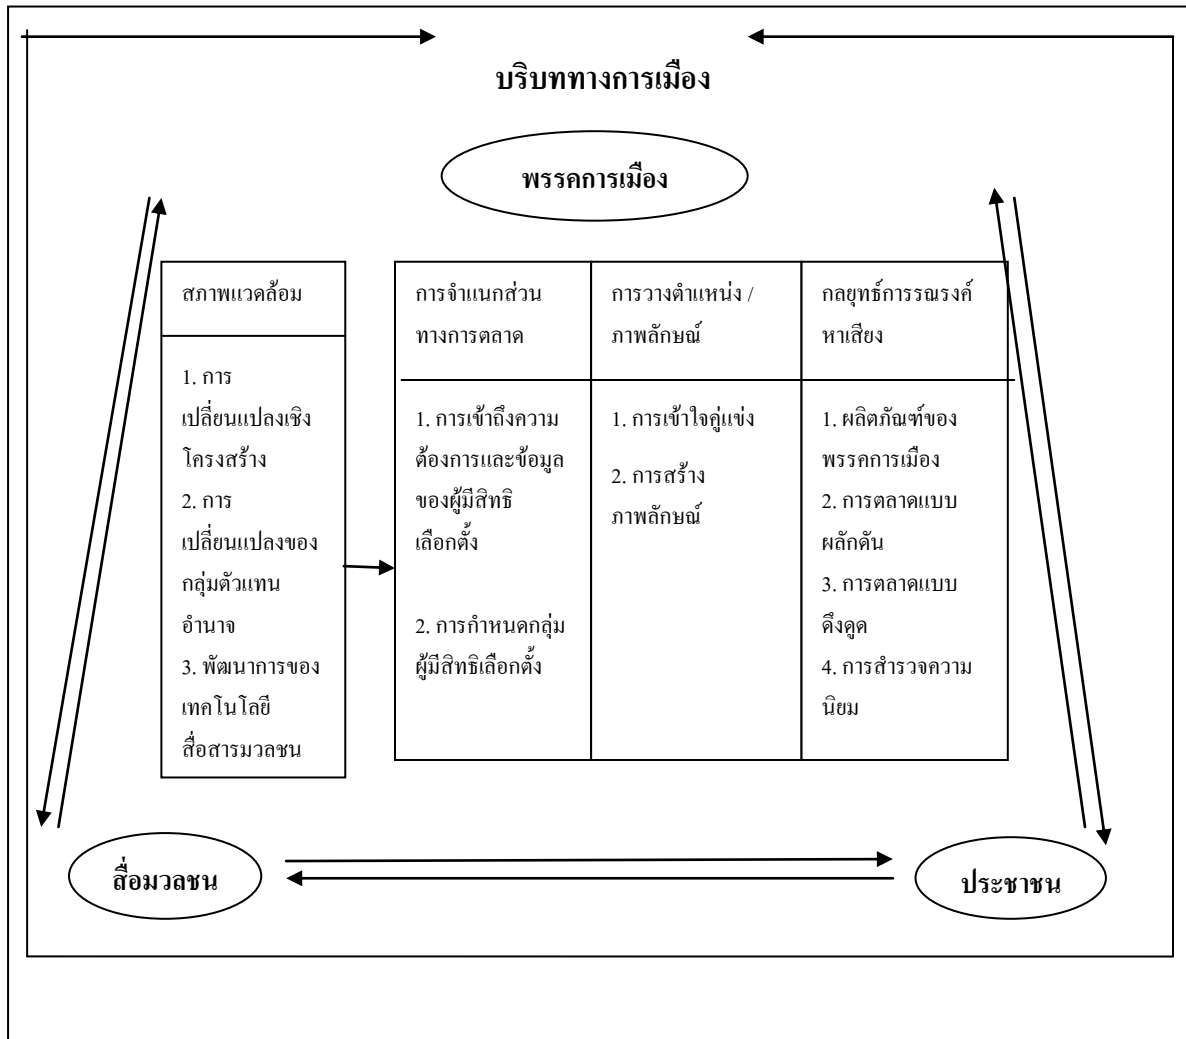 บริบททางการเมือง
พรรคการเมือง
สภาพแวดล้อม
1. การ
เปลี่ยนแปลงเชิง
โครงสร้าง
2. การ
เปลี่ยนแปลงของ
กลุ่มตัวแทน
อำนาจ
3. พัฒนาการของ
เทคโนโลยี
สื่อสารมวลชน
การจำแนกส่วน
ทางการตลาด
1. การเข้าถึงความ
ต้องการและข้อมูล
ของผู้มีสิทธิ
เลือกตั้ง
2. การกำหนดกลุ่ม
ผู้มีสิทธิเลือกตั้ง
การวางตำแหน่ง /
ภาพลักษณ์
1. การเข้าใจคู่แข่ง
2. การสร้าง
ภาพลักษณ์
กลยุทธ์การรณรงค์
หาเสียง
1. ผลิตภัณฑ์ของ
พรรคการเมือง
2. การตลาดแบบ
ผลักดัน
3. การตลาดแบบ
ดึงดูด
4. การสำรวจความ
นิยม
สื่อมวลชน
ประชาชน